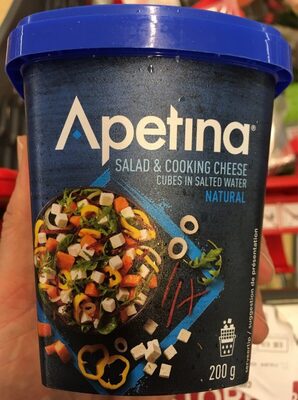 Apetina®
SALAD & COOKING CHEESE
CUBES IN SALTED WATER
NATURAL
200 g